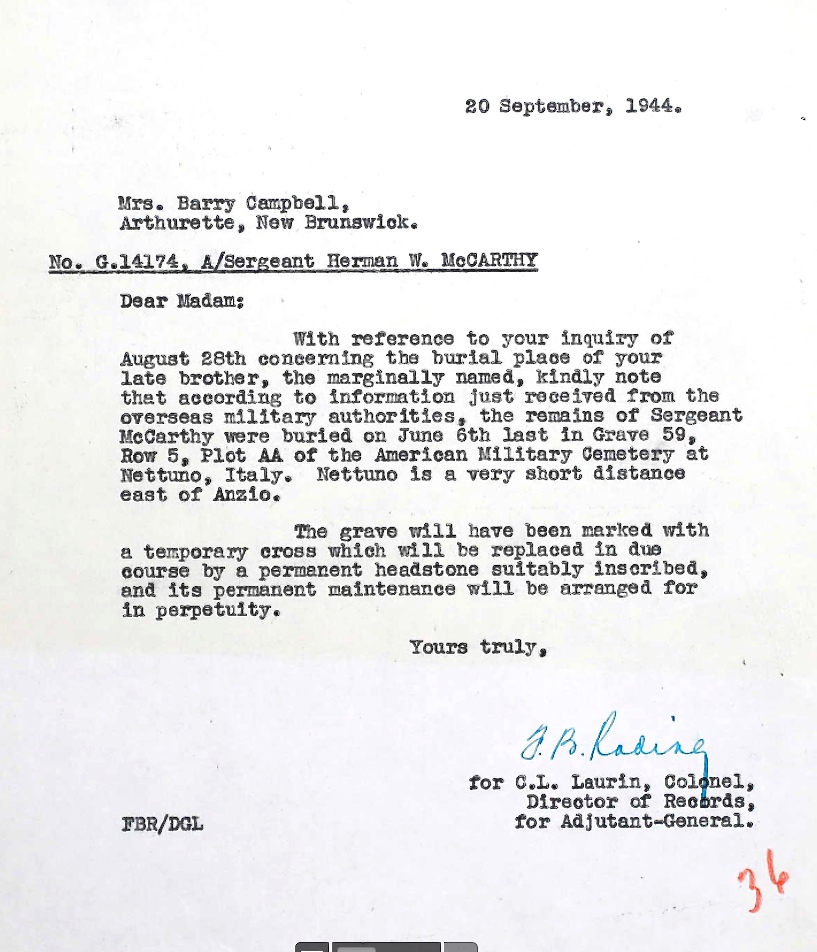 20 September, 1944.
Mrs. Barry Campbell,
Arthurette, New Brunswick.
No. G.14174, A/Sergeant Herman W. McCARTHY
Dear Madam:
With reference to your inquiry of
August 28th concerning the burial place of your
late brother, the marginally named, kindly note
that according to information just received from the
overseas military authorities, the remains of Sergeant
McCarthy were buried on June 6th last in Grave 59,
Row 5, Plot AA of the American Military Cemetery at
Nettuno, Italy.  Nettuno is a very short distance
east of Anzio.
The grave will have been marked with
a temporary cross which will be replaced in due
course by a permanent headstone suitably inscribed,
and its permanent maintenance will be arranged for
in perpetuity.
Yours truly,
F.B. Rading
for C.L. Laurin, Colonel,
Director of Records,
FBR/DGL for Adjutant-General.
36